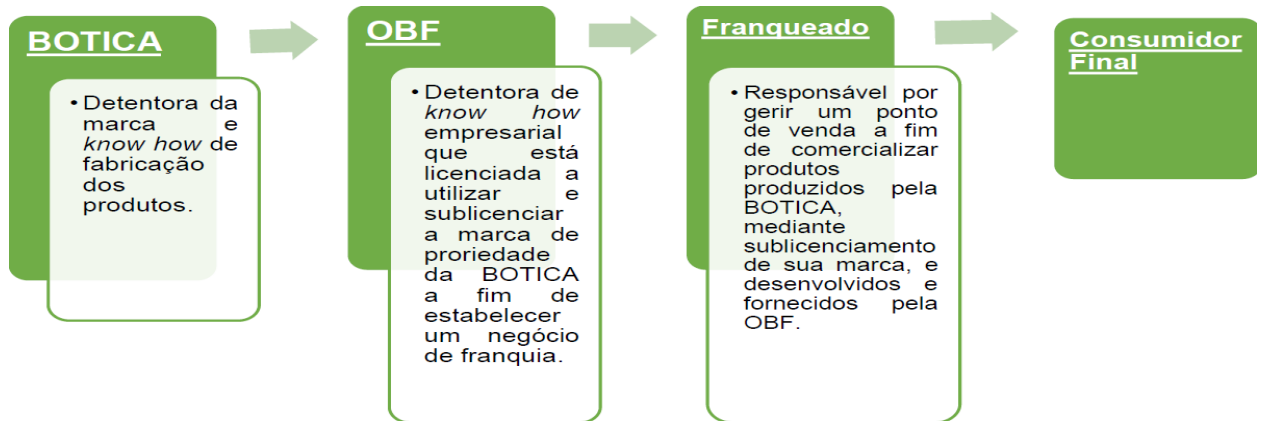 BOTICA
• Detentora da
marca e
know how de
fabricação
dos
produtos.
OBF
• Detentora de
know how
empresarial
que está
licenciada a
utilizar e
sublicenciar
a marca de
proriedade
da BOTICA
a fim de
estabelecer
um negócio
de franquia.
Franqueado
• Responsável por
gerir um ponto
de venda a fim
de comercializar
produtos
produzidos pela
BOTICA,
mediante
sublicenciamento
de sua marca, e
desenvolvidos e
fornecidos pela
OBF.
Consumidor
Final